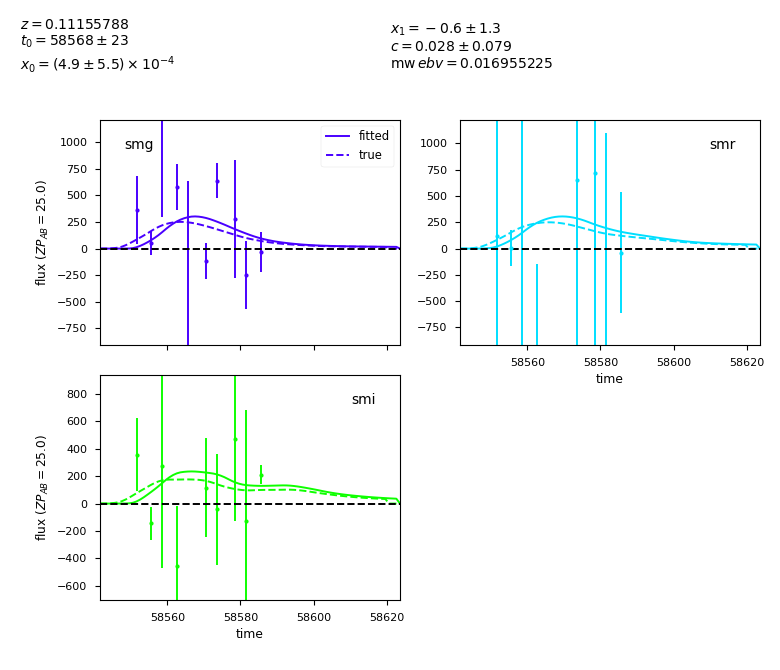 z = 0.11155788
t₀ = 58568 ± 23
x₀ = (4.9 ± 5.5) × 10⁻⁴
x₁ = −0.6 ± 1.3
c = 0.028 ± 0.079
mw ebv = 0.016955225
smg
fitted
true
1000
750
500
250
0
−250
−500
−750
flux (ZP_AB = 25.0)
smr
1000
750
500
250
0
−250
−500
−750
58560 58580 58600 58620
time
smi
800
600
400
200
0
−200
−400
−600
flux (ZP_AB = 25.0)
58560 58580 58600 58620
time